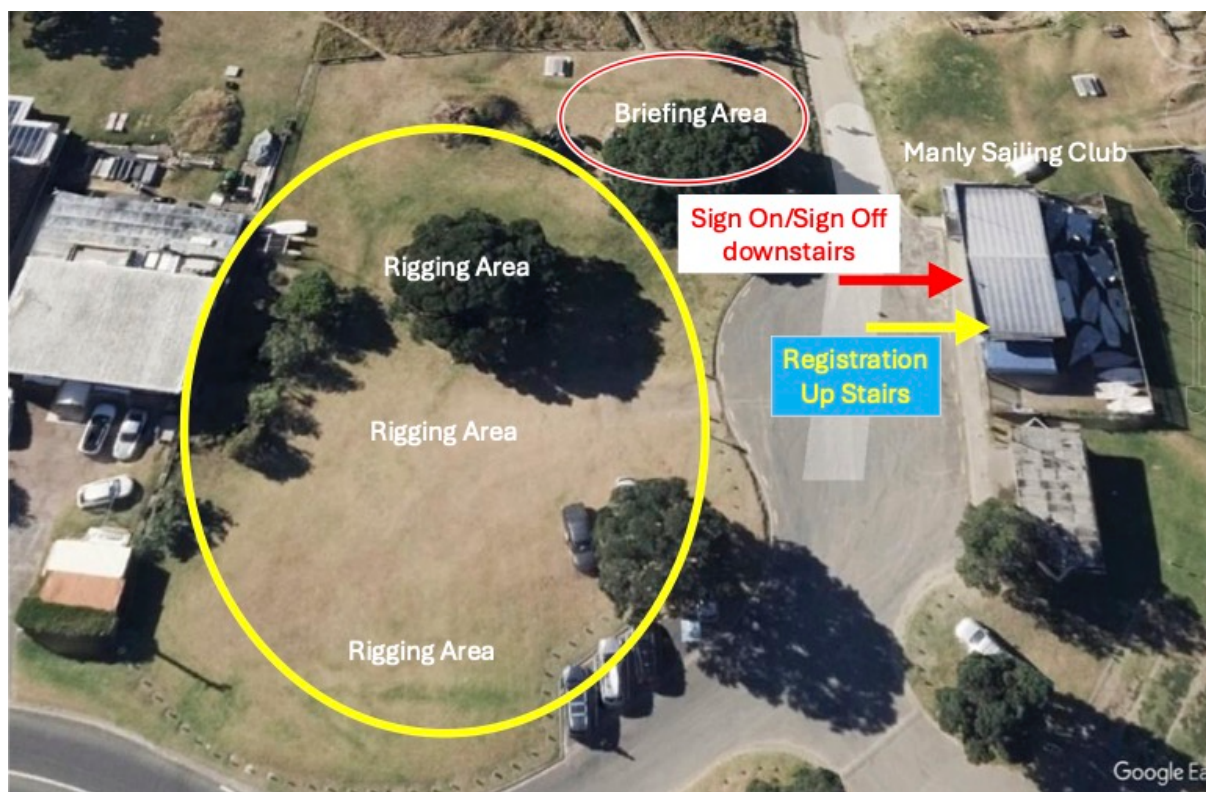 Briefing Area
Manly Sailing Club
Sign On/Sign Off
downstairs
Rigging Area
Registration
Up Stairs
Rigging Area
Rigging Area
Google Ea